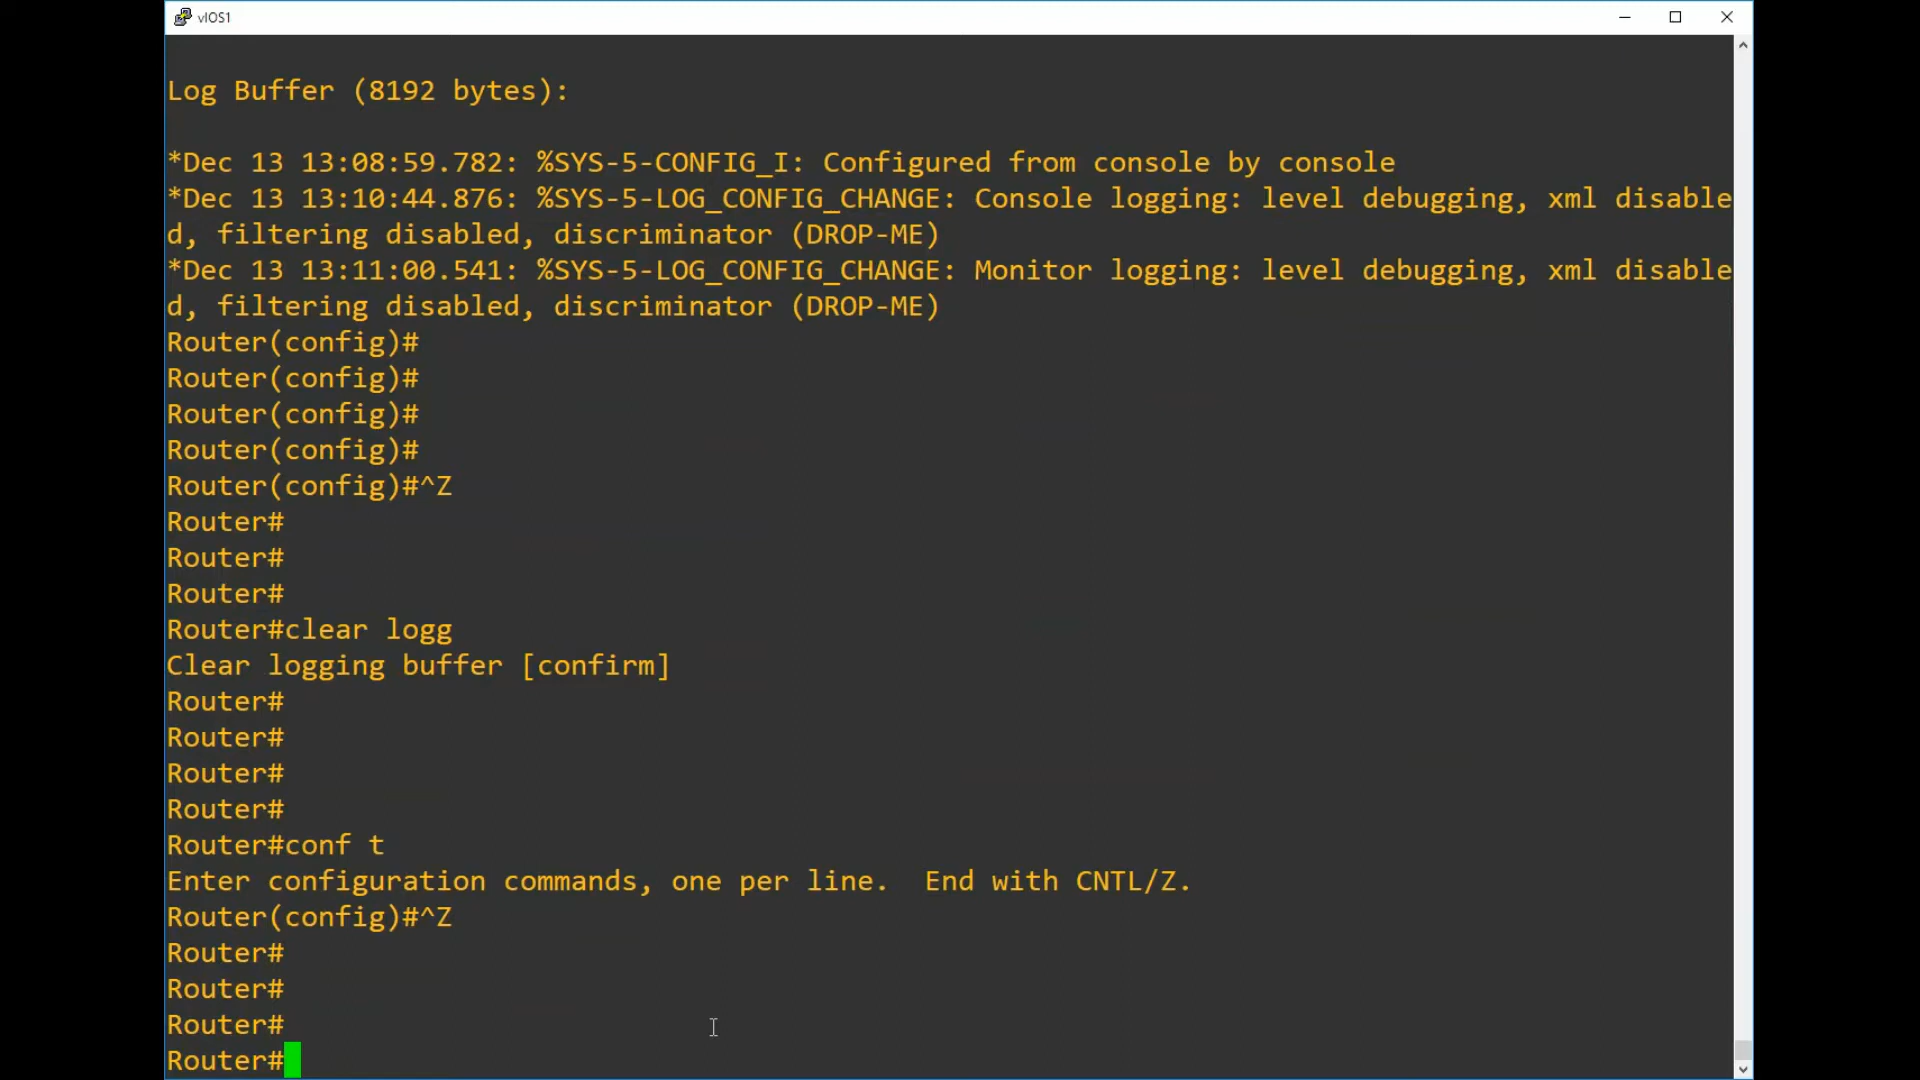 vIOS1
Log Buffer (8192 bytes):
*Dec 13 13:08:59.782: %SYS-5-CONFIG_I: Configured from console by console
*Dec 13 13:10:44.876: %SYS-5-LOG_CONFIG_CHANGE: Console logging: level debugging, xml disable
d, filtering disabled, discriminator (DROP-ME)
*Dec 13 13:11:00.541: %SYS-5-LOG_CONFIG_CHANGE: Monitor logging: level debugging, xml disable
d, filtering disabled, discriminator (DROP-ME)
Router(config)#
Router(config)#
Router(config)#
Router(config)#
Router(config)#^Z
Router#
Router#
Router#
Router#clear logg
Clear logging buffer [confirm]
Router#
Router#
Router#
Router#
Router#conf t
Enter configuration commands, one per line.  End with CNTL/Z.
Router(config)#^Z
Router#
Router#
Router#
Router#